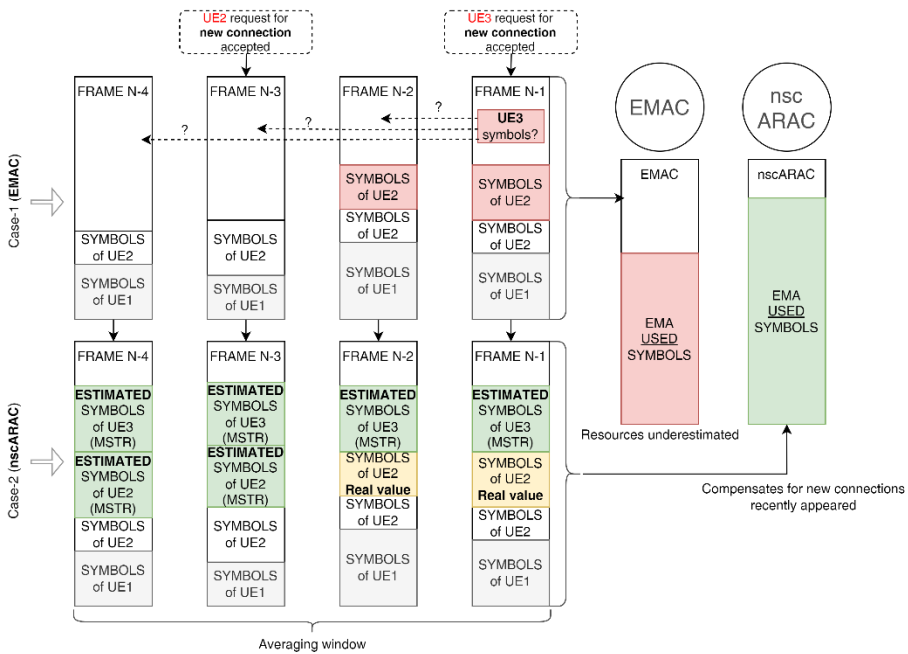 UE2 request for
new connection
accepted
UE3 request for
new connection
accepted
FRAME N-4
FRAME N-3
FRAME N-2
FRAME N-1
?
?
?
UE3
symbols?
EMAC
nsc
ARAC
Case-1 (EMAC)
SYMBOLS
of UE2
SYMBOLS
of UE1
SYMBOLS
of UE2
SYMBOLS
of UE1
SYMBOLS
of UE2
SYMBOLS
of UE2
SYMBOLS
of UE1
SYMBOLS
of UE2
SYMBOLS
of UE2
SYMBOLS
of UE1
EMAC
EMA
USED
SYMBOLS
Resources underestimated
nscARAC
EMA
USED
SYMBOLS
Compensates for new connections
recently appeared
Case-2 (nscARAC)
FRAME N-4
ESTIMATED
SYMBOLS
of UE3
(MSTR)
ESTIMATED
SYMBOLS
of UE2
(MSTR)
SYMBOLS
of UE2
SYMBOLS
of UE1
FRAME N-3
ESTIMATED
SYMBOLS
of UE3
(MSTR)
ESTIMATED
SYMBOLS
of UE2
(MSTR)
SYMBOLS
of UE2
SYMBOLS
of UE1
FRAME N-2
ESTIMATED
SYMBOLS
of UE3
(MSTR)
SYMBOLS
of UE2
Real value
SYMBOLS
of UE2
SYMBOLS
of UE1
FRAME N-1
ESTIMATED
SYMBOLS
of UE3
(MSTR)
SYMBOLS
of UE2
Real value
SYMBOLS
of UE2
SYMBOLS
of UE1
Averaging window